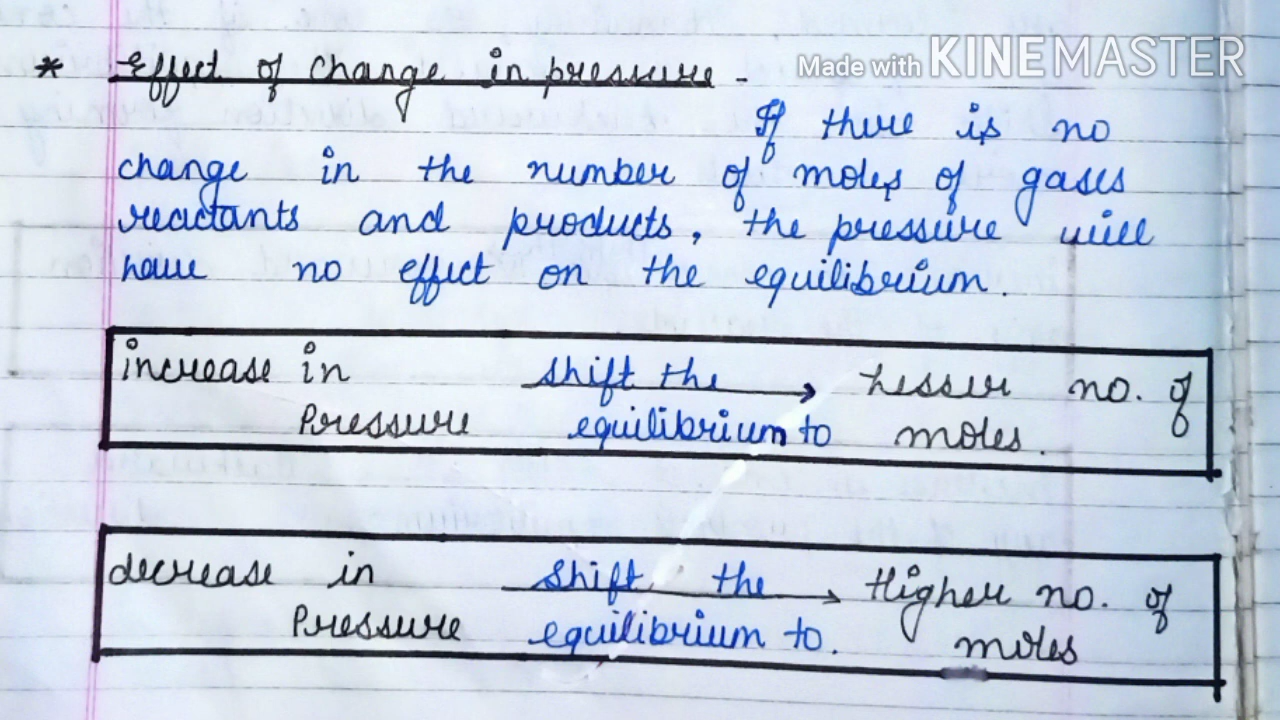 Made with KINEMASTER
* Effect of change in pressure -
If there is no
change in the number of moles of gases
reactants and products, the pressure will
have no effect on the equilibrium.
increase in shift the Lesser no. of
Pressure equilibrium to moles.
decrease in shift the Higher no. of
Pressure equilibrium to. moles